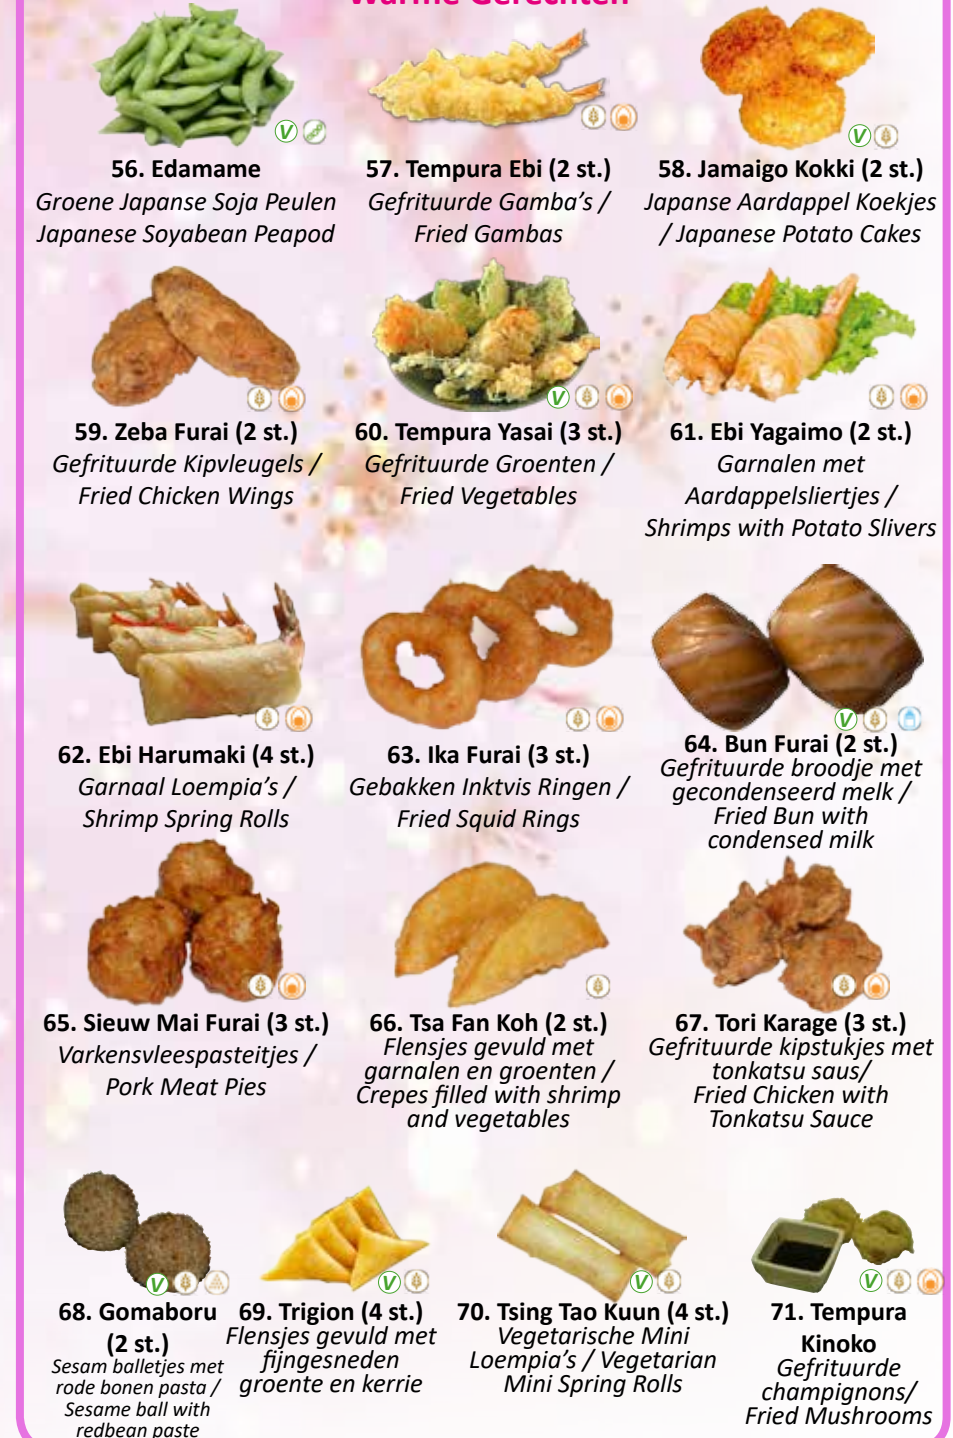 Warme Gerechten
V
56. Edamame
Groene Japanse Soja Peulen
Japanese Soyabean Peapod
57. Tempura Ebi (2 st.)
Gefrituurde Gamba's /
Fried Gambas
V
58. Jamaigo Kokki (2 st.)
Japanse Aardappel Koekjes
/ Japanese Potato Cakes
59. Zeba Furai (2 st.)
Gefrituurde Kipvleugels /
Fried Chicken Wings
V
60. Tempura Yasai (3 st.)
Gefrituurde Groenten /
Fried Vegetables
61. Ebi Yagaimo (2 st.)
Garnalen met
Aardappelsliertjes /
Shrimps with Potato Slivers
62. Ebi Harumaki (4 st.)
Garnaal Loempia's /
Shrimp Spring Rolls
63. Ika Furai (3 st.)
Gebakken Inktvis Ringen /
Fried Squid Rings
V
64. Bun Furai (2 st.)
Gefrituurde broodje met
gecondenseerd melk /
Fried Bun with
condensed milk
65. Sieuw Mai Furai (3 st.)
Varkensvleespasteitjes /
Pork Meat Pies
66. Tsa Fan Koh (2 st.)
Flensjes gevuld met
garnalen en groenten /
Crepes filled with shrimp
and vegetables
67. Tori Karage (3 st.)
Gefrituurde kipstukjes met
tonkatsu saus/
Fried Chicken with
Tonkatsu Sauce
V
68. Gomaboru
(2 st.)
Sesam balletjes met
rode bonen pasta /
Sesame ball with
redbean paste
V
69. Trigion (4 st.)
Flensjes gevuld met
fijngesneden
groente en kerrie
V
70. Tsing Tao Kuun (4 st.)
Vegetarische Mini
Loempia's / Vegetarian
Mini Spring Rolls
V
71. Tempura
Kinoko
Gefrituurde
champignons/
Fried Mushrooms